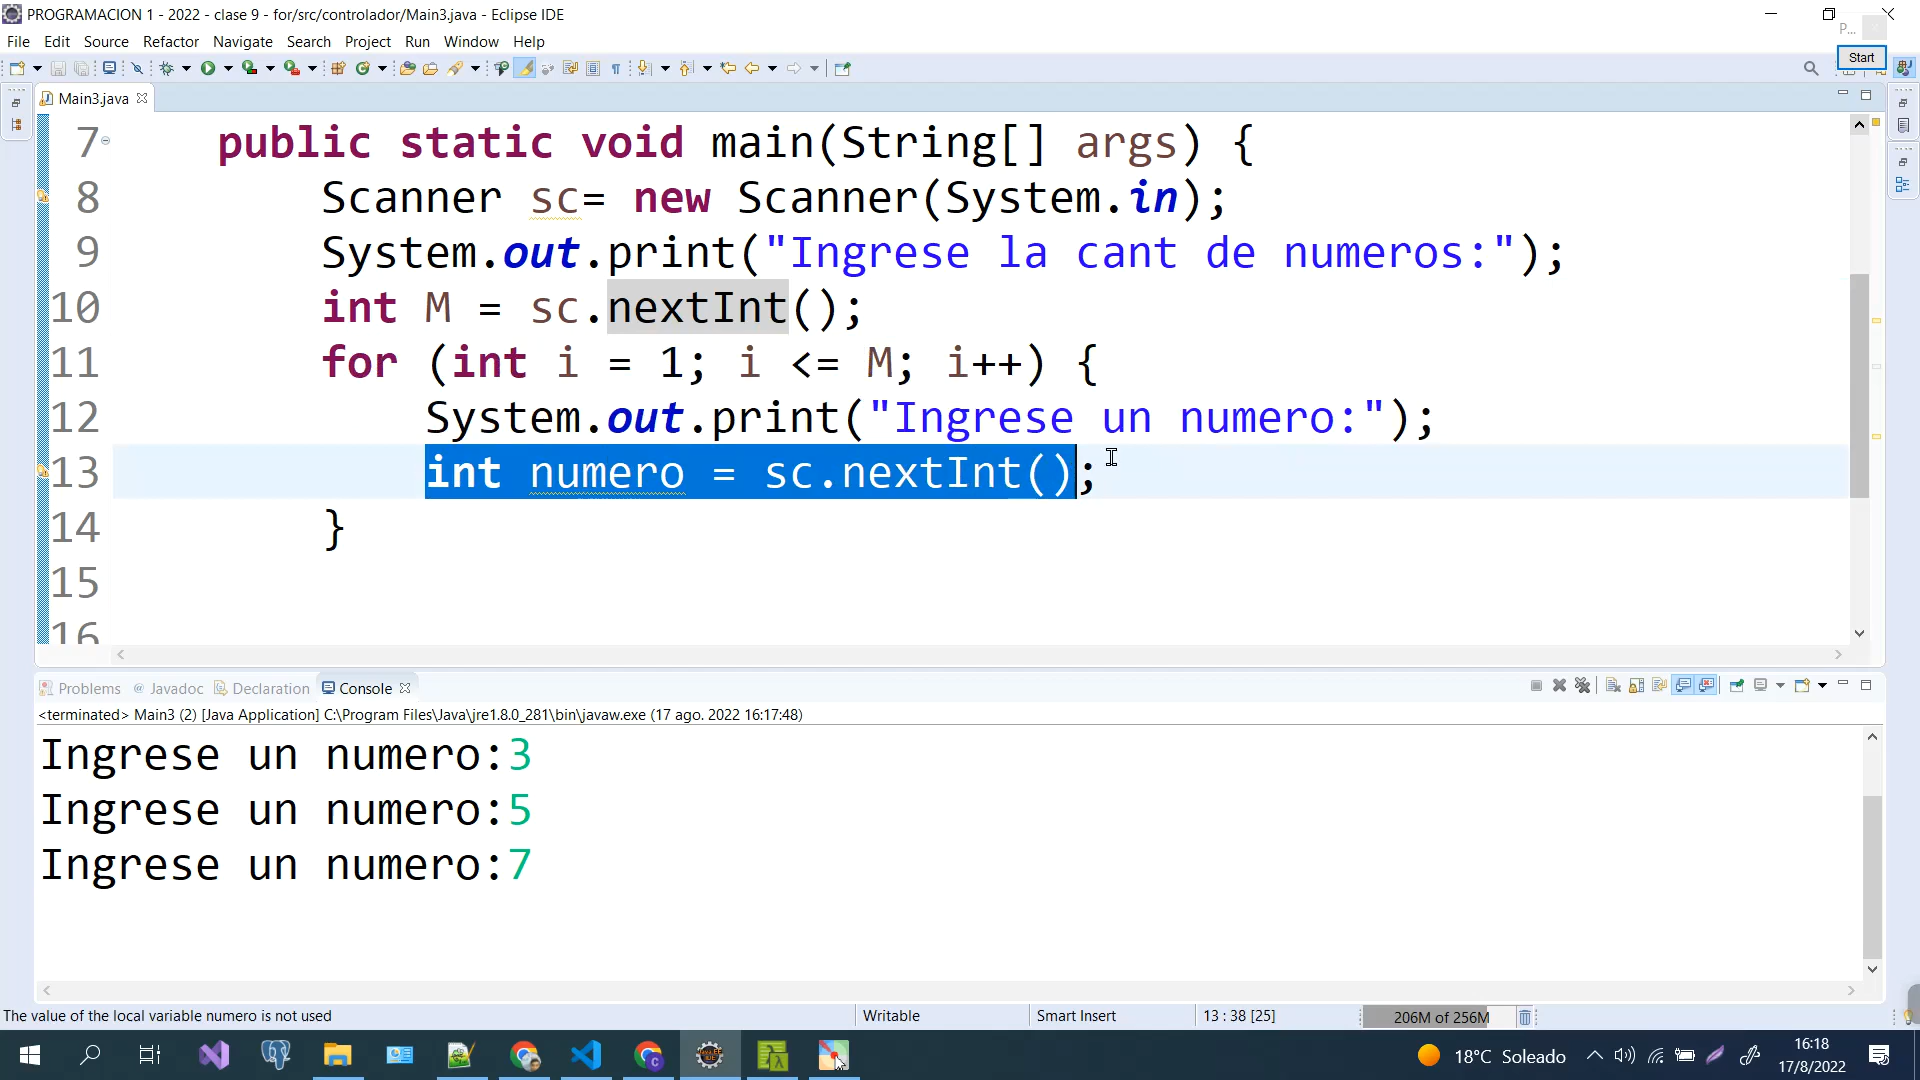 PROGRAMACION 1 - 2022 - clase 9 - for/src/controlador/Main3.java - Eclipse IDE
P...
File Edit Source Refactor Navigate Search Project Run Window Help
Start
Main3.java
7 public static void main(String[] args) {
8 Scanner sc= new Scanner(System.in);
9 System.out.print("Ingrese la cant de numeros:");
10 int M = sc.nextInt();
11 for (int i = 1; i <= M; i++) {
12 System.out.print("Ingrese un numero:");
13 int numero = sc.nextInt();
14 }
15
16
Problems @ Javadoc Declaration Console
<terminated> Main3 (2) [Java Application] C:\Program Files\Java\jre1.8.0_281\bin\javaw.exe (17 ago. 2022 16:17:48)
Ingrese un numero:3
Ingrese un numero:5
Ingrese un numero:7
The value of the local variable numero is not used Writable Smart Insert 13 : 38 [25] 206M of 256M
18°C Soleado 16:18
17/8/2022